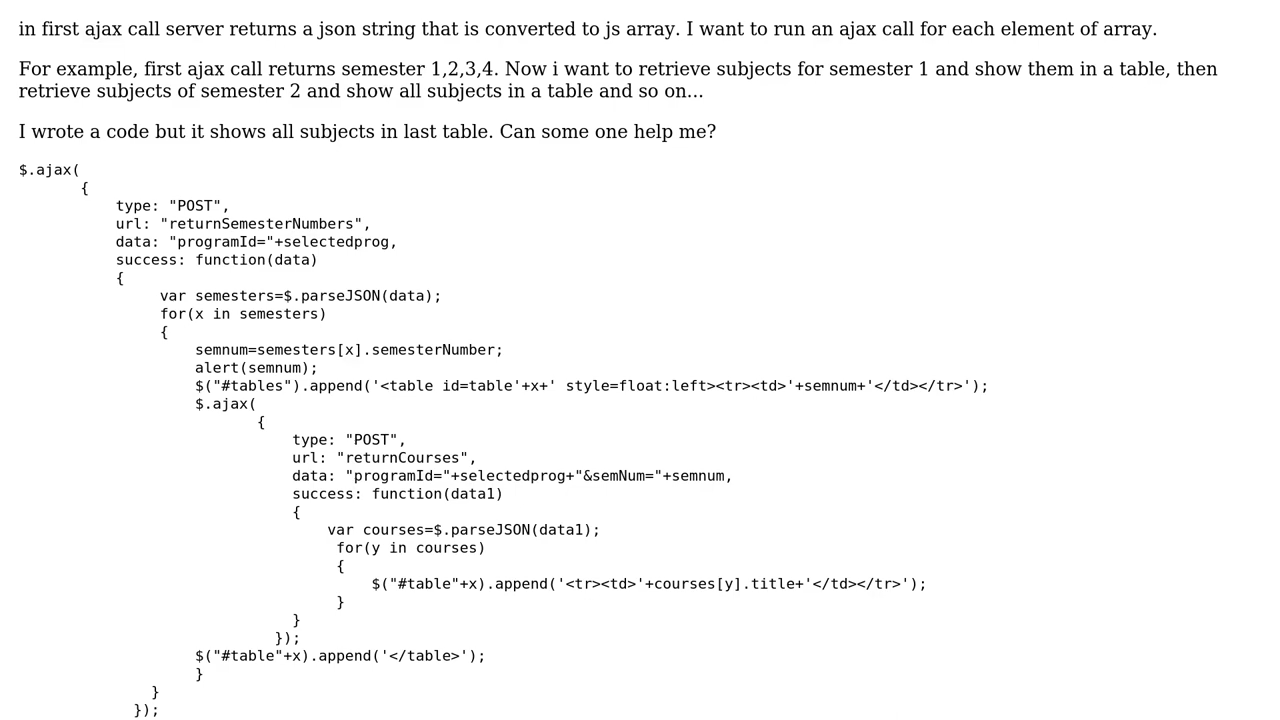 in first ajax call server returns a json string that is converted to js array. I want to run an ajax call for each element of array.
For example, first ajax call returns semester 1,2,3,4. Now i want to retrieve subjects for semester 1 and show them in a table, then
retrieve subjects of semester 2 and show all subjects in a table and so on...
I wrote a code but it shows all subjects in last table. Can some one help me?
$.ajax(
       {
           type: "POST",
           url: "returnSemesterNumbers",
           data: "programId="+selectedprog,
           success: function(data)
           {
                var semesters=$.parseJSON(data);
                for(x in semesters)
                {
                    semnum=semesters[x].semesterNumber;
                    alert(semnum);
                    $("#tables").append('<table id=table'+x+' style=float:left><tr><td>'+semnum+'</td></tr>');
                    $.ajax(
                           {
                               type: "POST",
                               url: "returnCourses",
                               data: "programId="+selectedprog+"&semNum="+semnum,
                               success: function(data1)
                               {
                                   var courses=$.parseJSON(data1);
                                    for(y in courses)
                                    {
                                        $("#table"+x).append('<tr><td>'+courses[y].title+'</td></tr>');
                                    }
                               }
                             });
                    $("#table"+x).append('</table>');
                    }
               }
             });